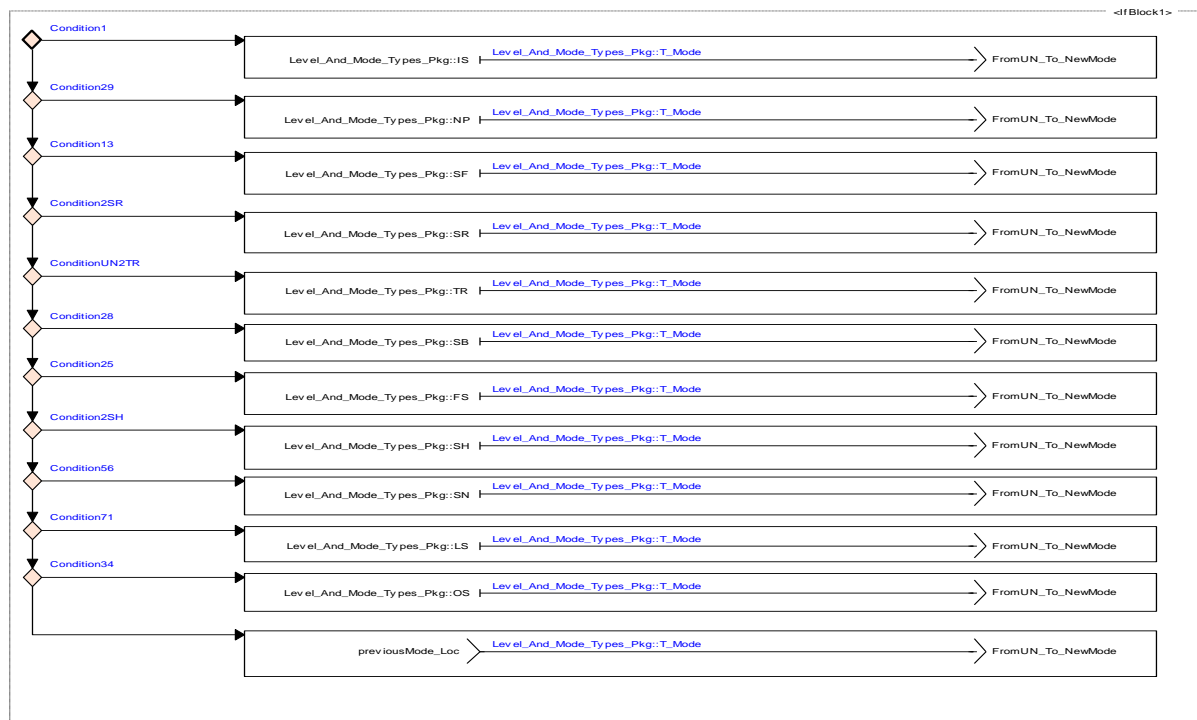 <IfBlock1>
Condition1
Level_And_Mode_Types_Pkg::IS Level_And_Mode_Types_Pkg::T_Mode FromUN_To_NewMode
Condition29
Level_And_Mode_Types_Pkg::NP Level_And_Mode_Types_Pkg::T_Mode FromUN_To_NewMode
Condition13
Level_And_Mode_Types_Pkg::SF Level_And_Mode_Types_Pkg::T_Mode FromUN_To_NewMode
Condition2SR
Level_And_Mode_Types_Pkg::SR Level_And_Mode_Types_Pkg::T_Mode FromUN_To_NewMode
ConditionUN2TR
Level_And_Mode_Types_Pkg::TR Level_And_Mode_Types_Pkg::T_Mode FromUN_To_NewMode
Condition28
Level_And_Mode_Types_Pkg::SB Level_And_Mode_Types_Pkg::T_Mode FromUN_To_NewMode
Condition25
Level_And_Mode_Types_Pkg::FS Level_And_Mode_Types_Pkg::T_Mode FromUN_To_NewMode
Condition2SH
Level_And_Mode_Types_Pkg::SH Level_And_Mode_Types_Pkg::T_Mode FromUN_To_NewMode
Condition56
Level_And_Mode_Types_Pkg::SN Level_And_Mode_Types_Pkg::T_Mode FromUN_To_NewMode
Condition71
Level_And_Mode_Types_Pkg::LS Level_And_Mode_Types_Pkg::T_Mode FromUN_To_NewMode
Condition34
Level_And_Mode_Types_Pkg::OS Level_And_Mode_Types_Pkg::T_Mode FromUN_To_NewMode
previousMode_Loc Level_And_Mode_Types_Pkg::T_Mode FromUN_To_NewMode